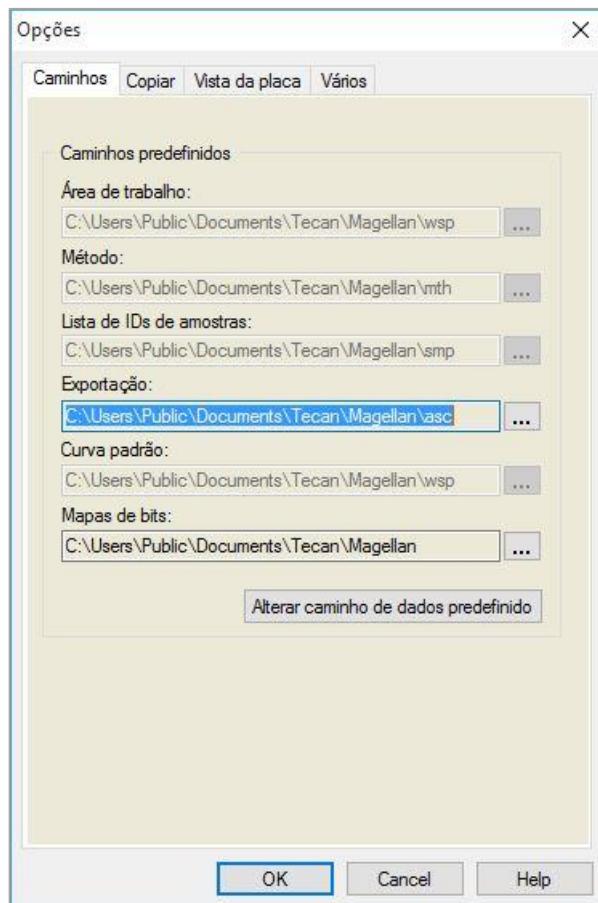 Opções
Caminhos Copiar Vista da placa Vários
Caminhos predefinidos
Área de trabalho:
C:\Users\Public\Documents\Tecan\Magellan\wsp ...
Método:
C:\Users\Public\Documents\Tecan\Magellan\mth ...
Lista de IDs de amostras:
C:\Users\Public\Documents\Tecan\Magellan\smp ...
Exportação:
C:\Users\Public\Documents\Tecan\Magellan\asc ...
Curva padrão:
C:\Users\Public\Documents\Tecan\Magellan\wsp ...
Mapas de bits:
C:\Users\Public\Documents\Tecan\Magellan ...
Alterar caminho de dados predefinido
OK Cancel Help